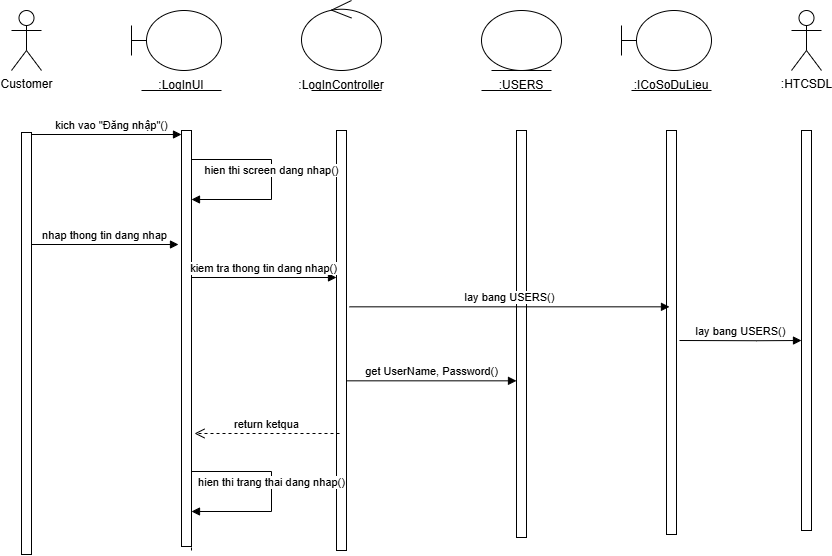 Customer
:LogInUI
:LogInController
:USERS
:ICoSoDuLieu
:HTCSDL
kich vao "Đăng nhập"()
hien thi screen dang nhap()
nhap thong tin dang nhap
kiem tra thong tin dang nhap()
lay bang USERS()
lay bang USERS()
get UserName, Password()
return ketqua
hien thi trang thai dang nhap()